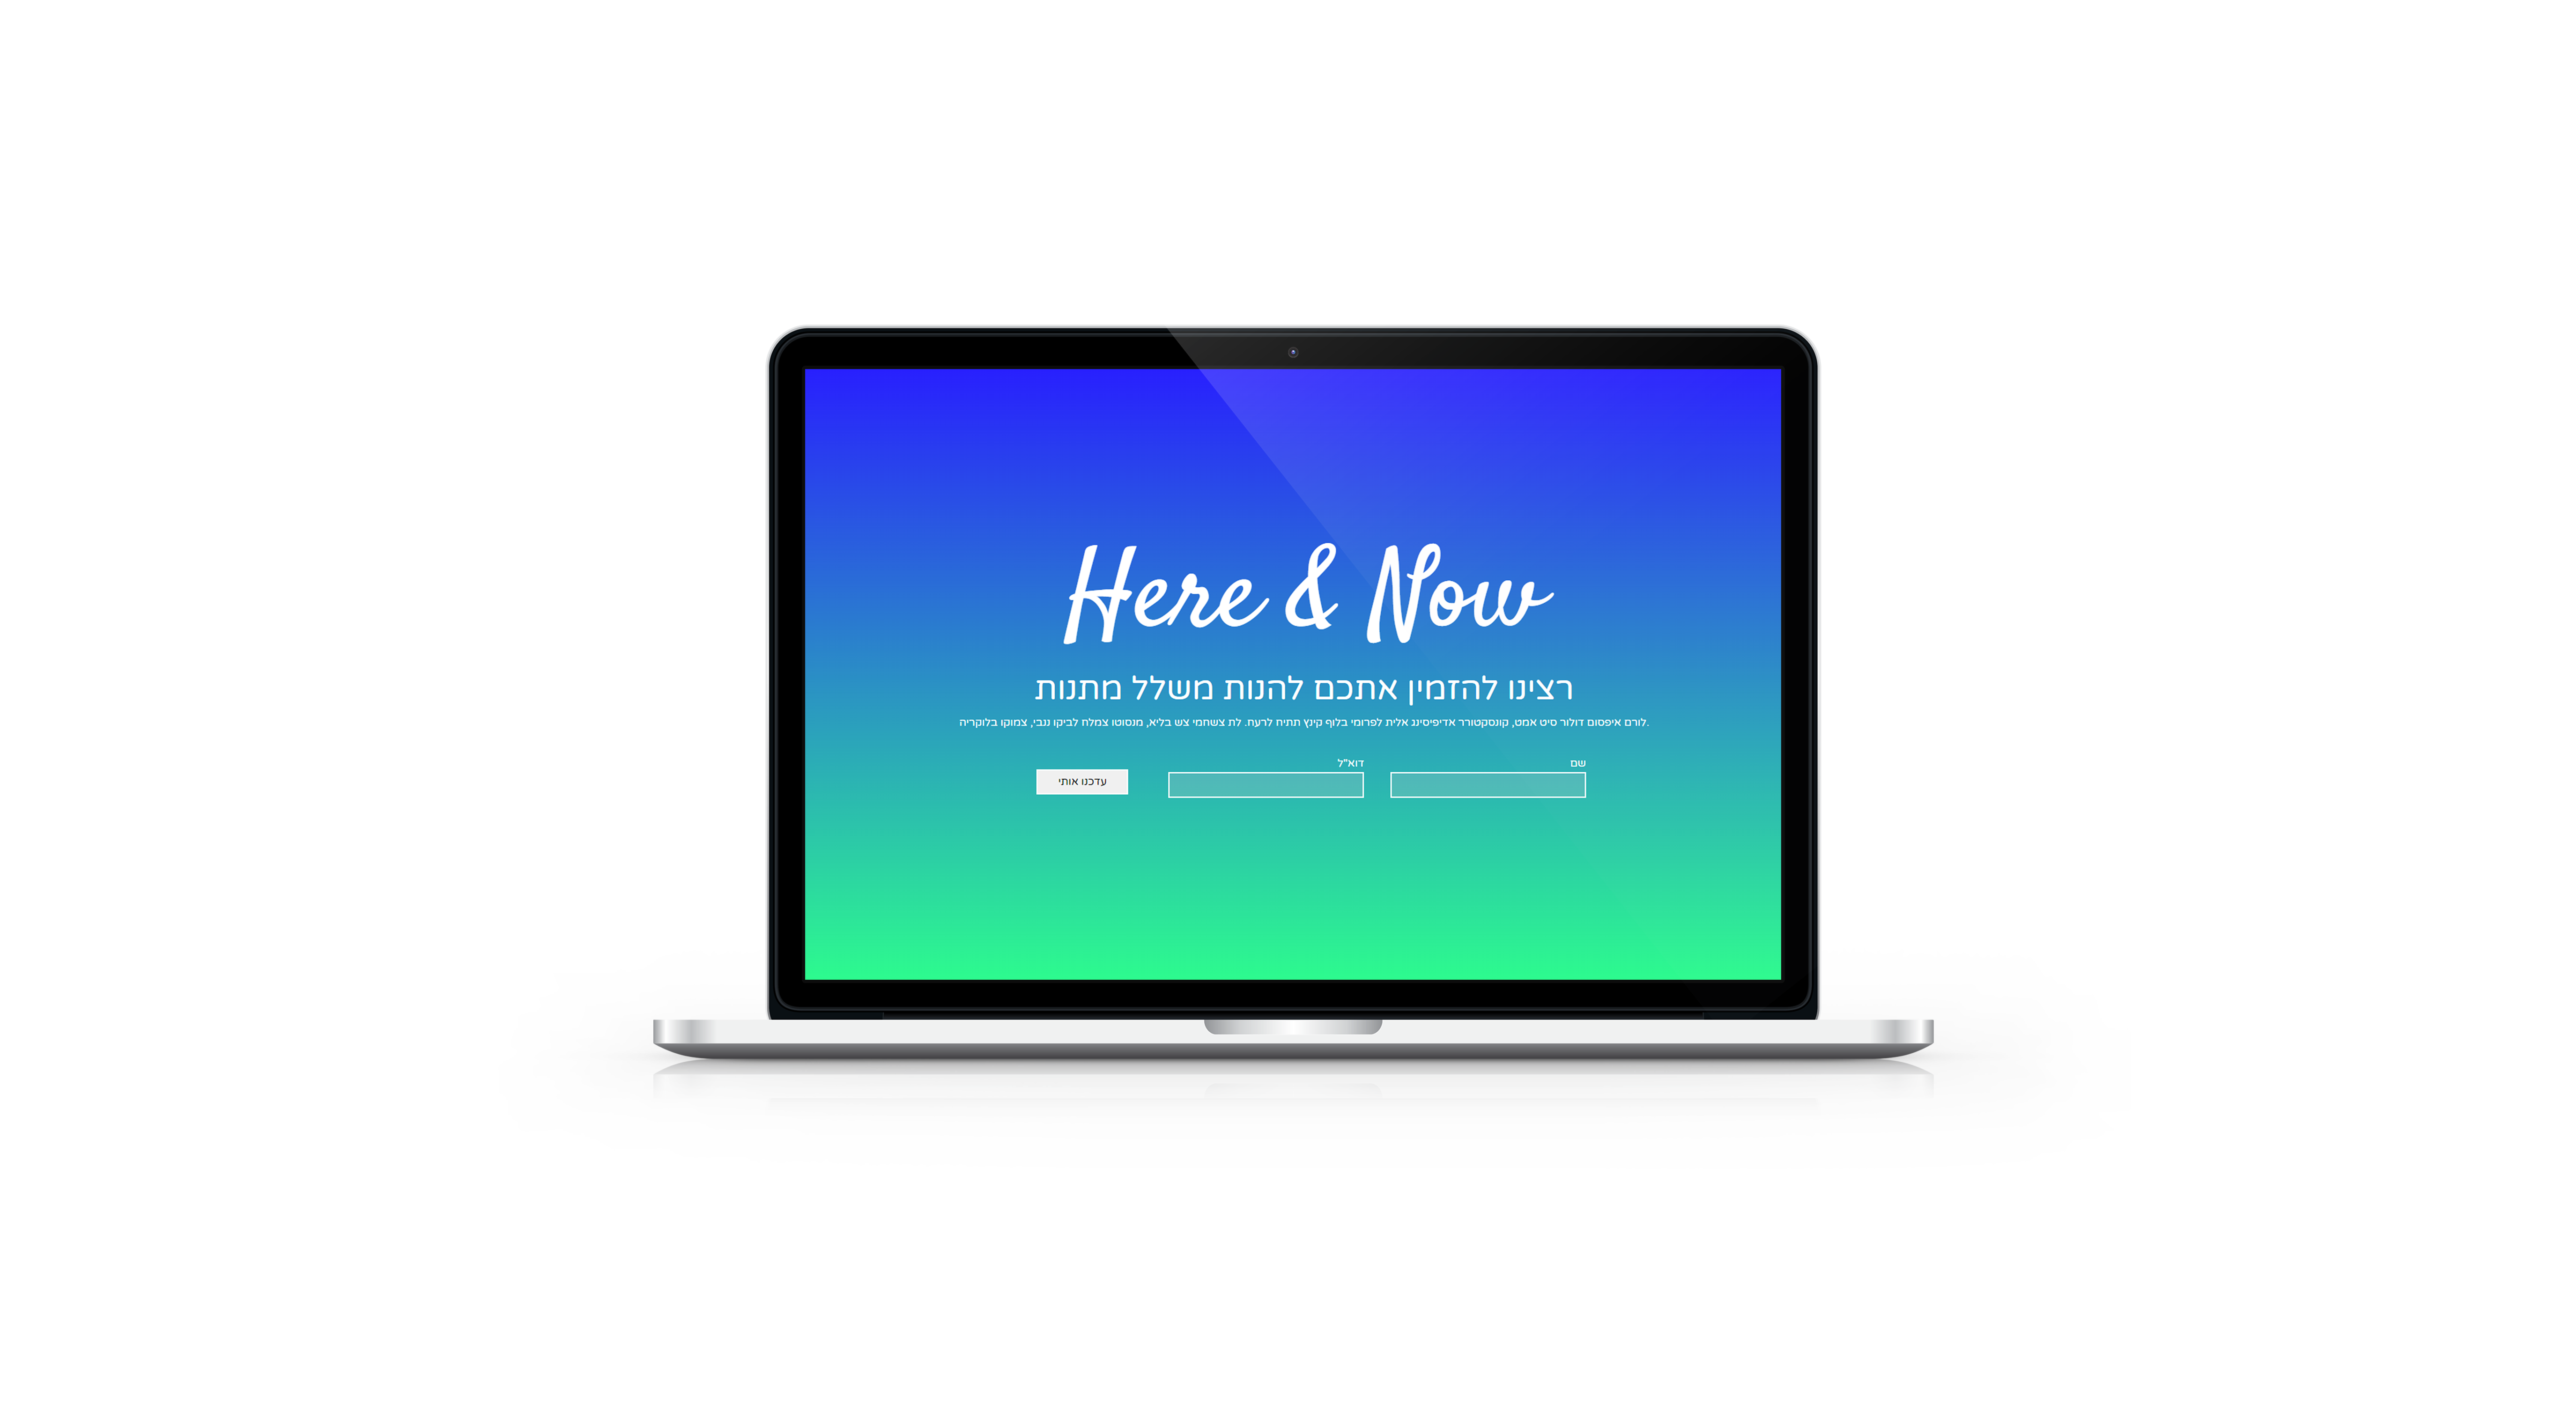 Here & Now
רצינו להזמין אתכם להנות משלל מתנות
לורם איפסום דולור סיט אמט, קונסקטורר אדיפיסינג אלית לפרומי בלוף קינץ תתיח לרעח. לת צשחמי צש בליא, מנסוטו צמלח לביקו ננבי, צמוקו בלוקריה.
שם
דוא"ל
עדכנו אותי